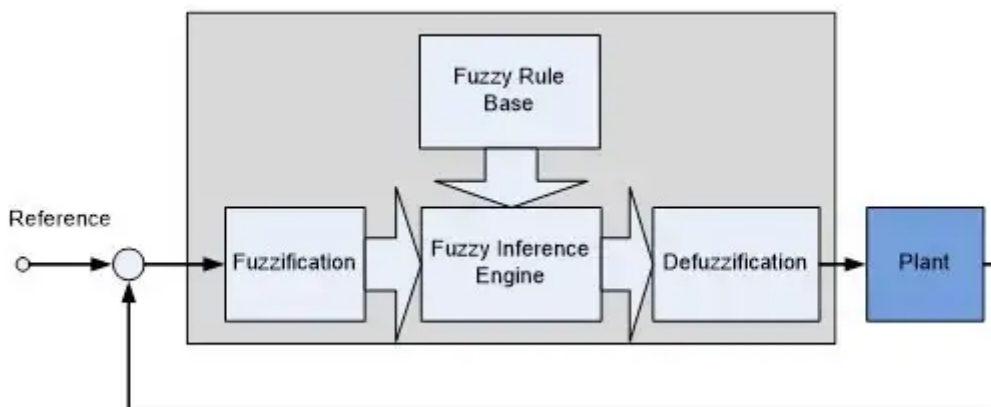 Fuzzy Rule
Base
Reference
Fuzzification
Fuzzy Inference
Engine
Defuzzification
Plant